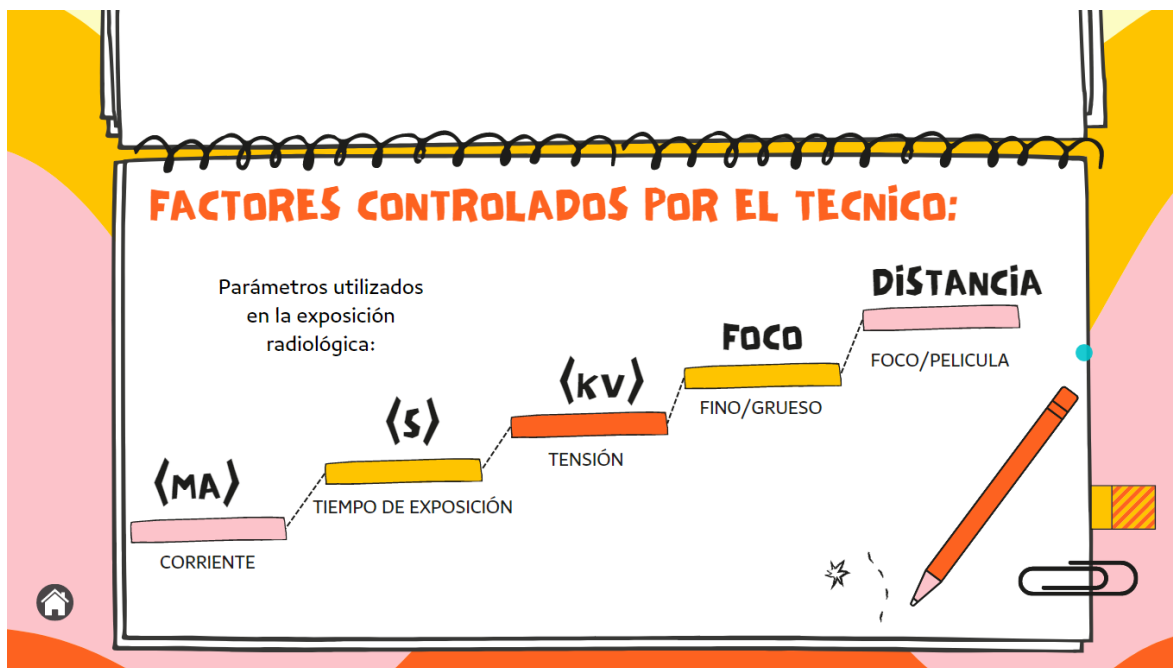 FACTORES CONTROLADOS POR EL TECNICO:
Parámetros utilizados
en la exposición
radiológica:
(MA)
CORRIENTE
(S)
TIEMPO DE EXPOSICIÓN
(KV)
TENSIÓN
FOCO
FINO/GRUESO
DISTANCIA
FOCO/PELICULA